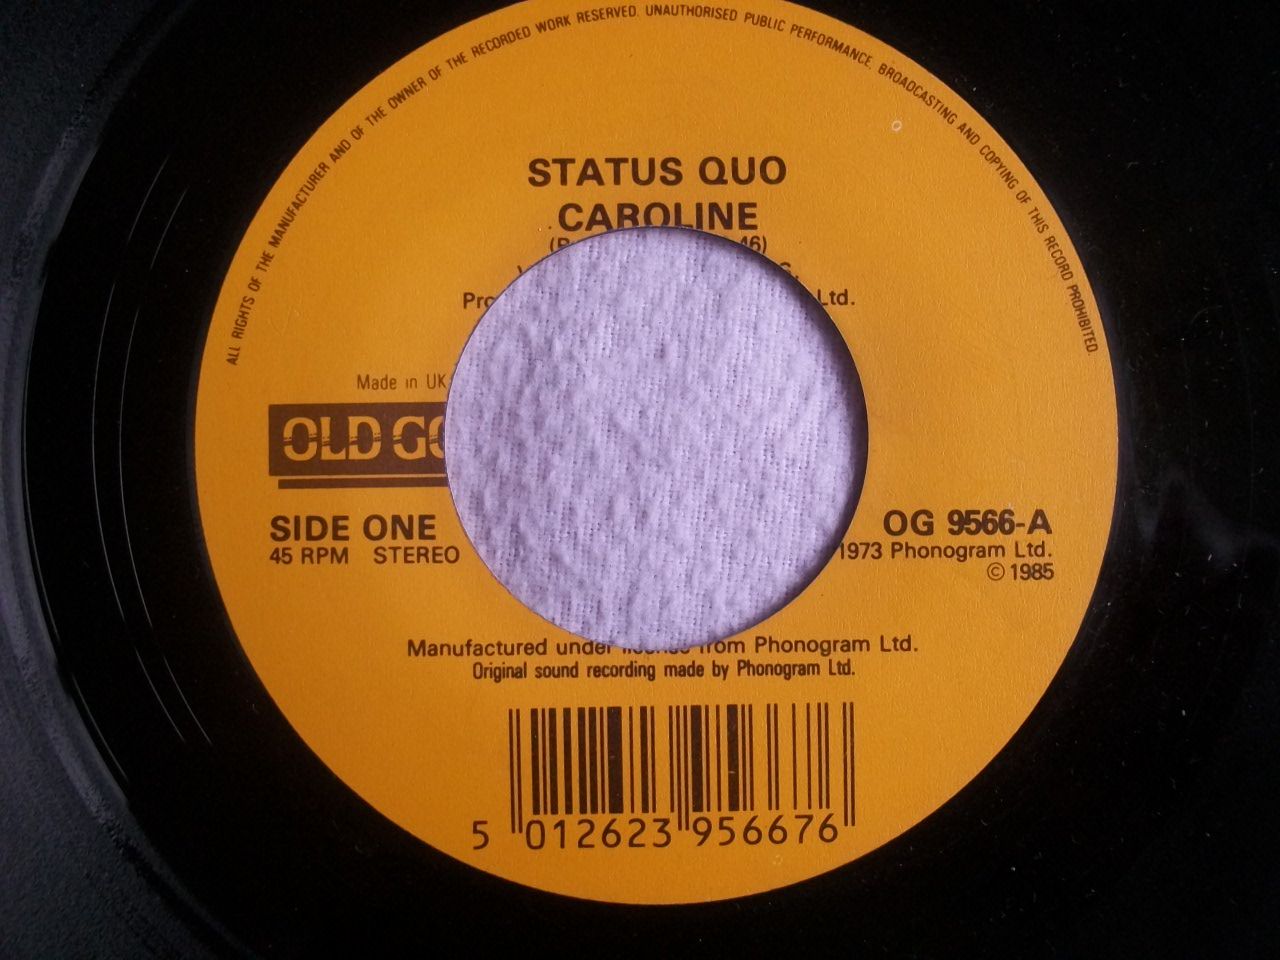 ALL RIGHTS OF THE MANUFACTURER AND OF THE OWNER OF THE RECORDED WORK RESERVED. UNAUTHORISED PUBLIC PERFORMANCE, BROADCASTING AND COPYING OF THIS RECORD PROHIBITED.
STATUS QUO
CAROLINE
46)
Ltd.
Made in UK
OLD
SIDE ONE
45 RPM STEREO
OG 9566-A
1973 Phonogram Ltd.
© 1985
Manufactured under license from Phonogram Ltd.
Original sound recording made by Phonogram Ltd.
5 012623 956676